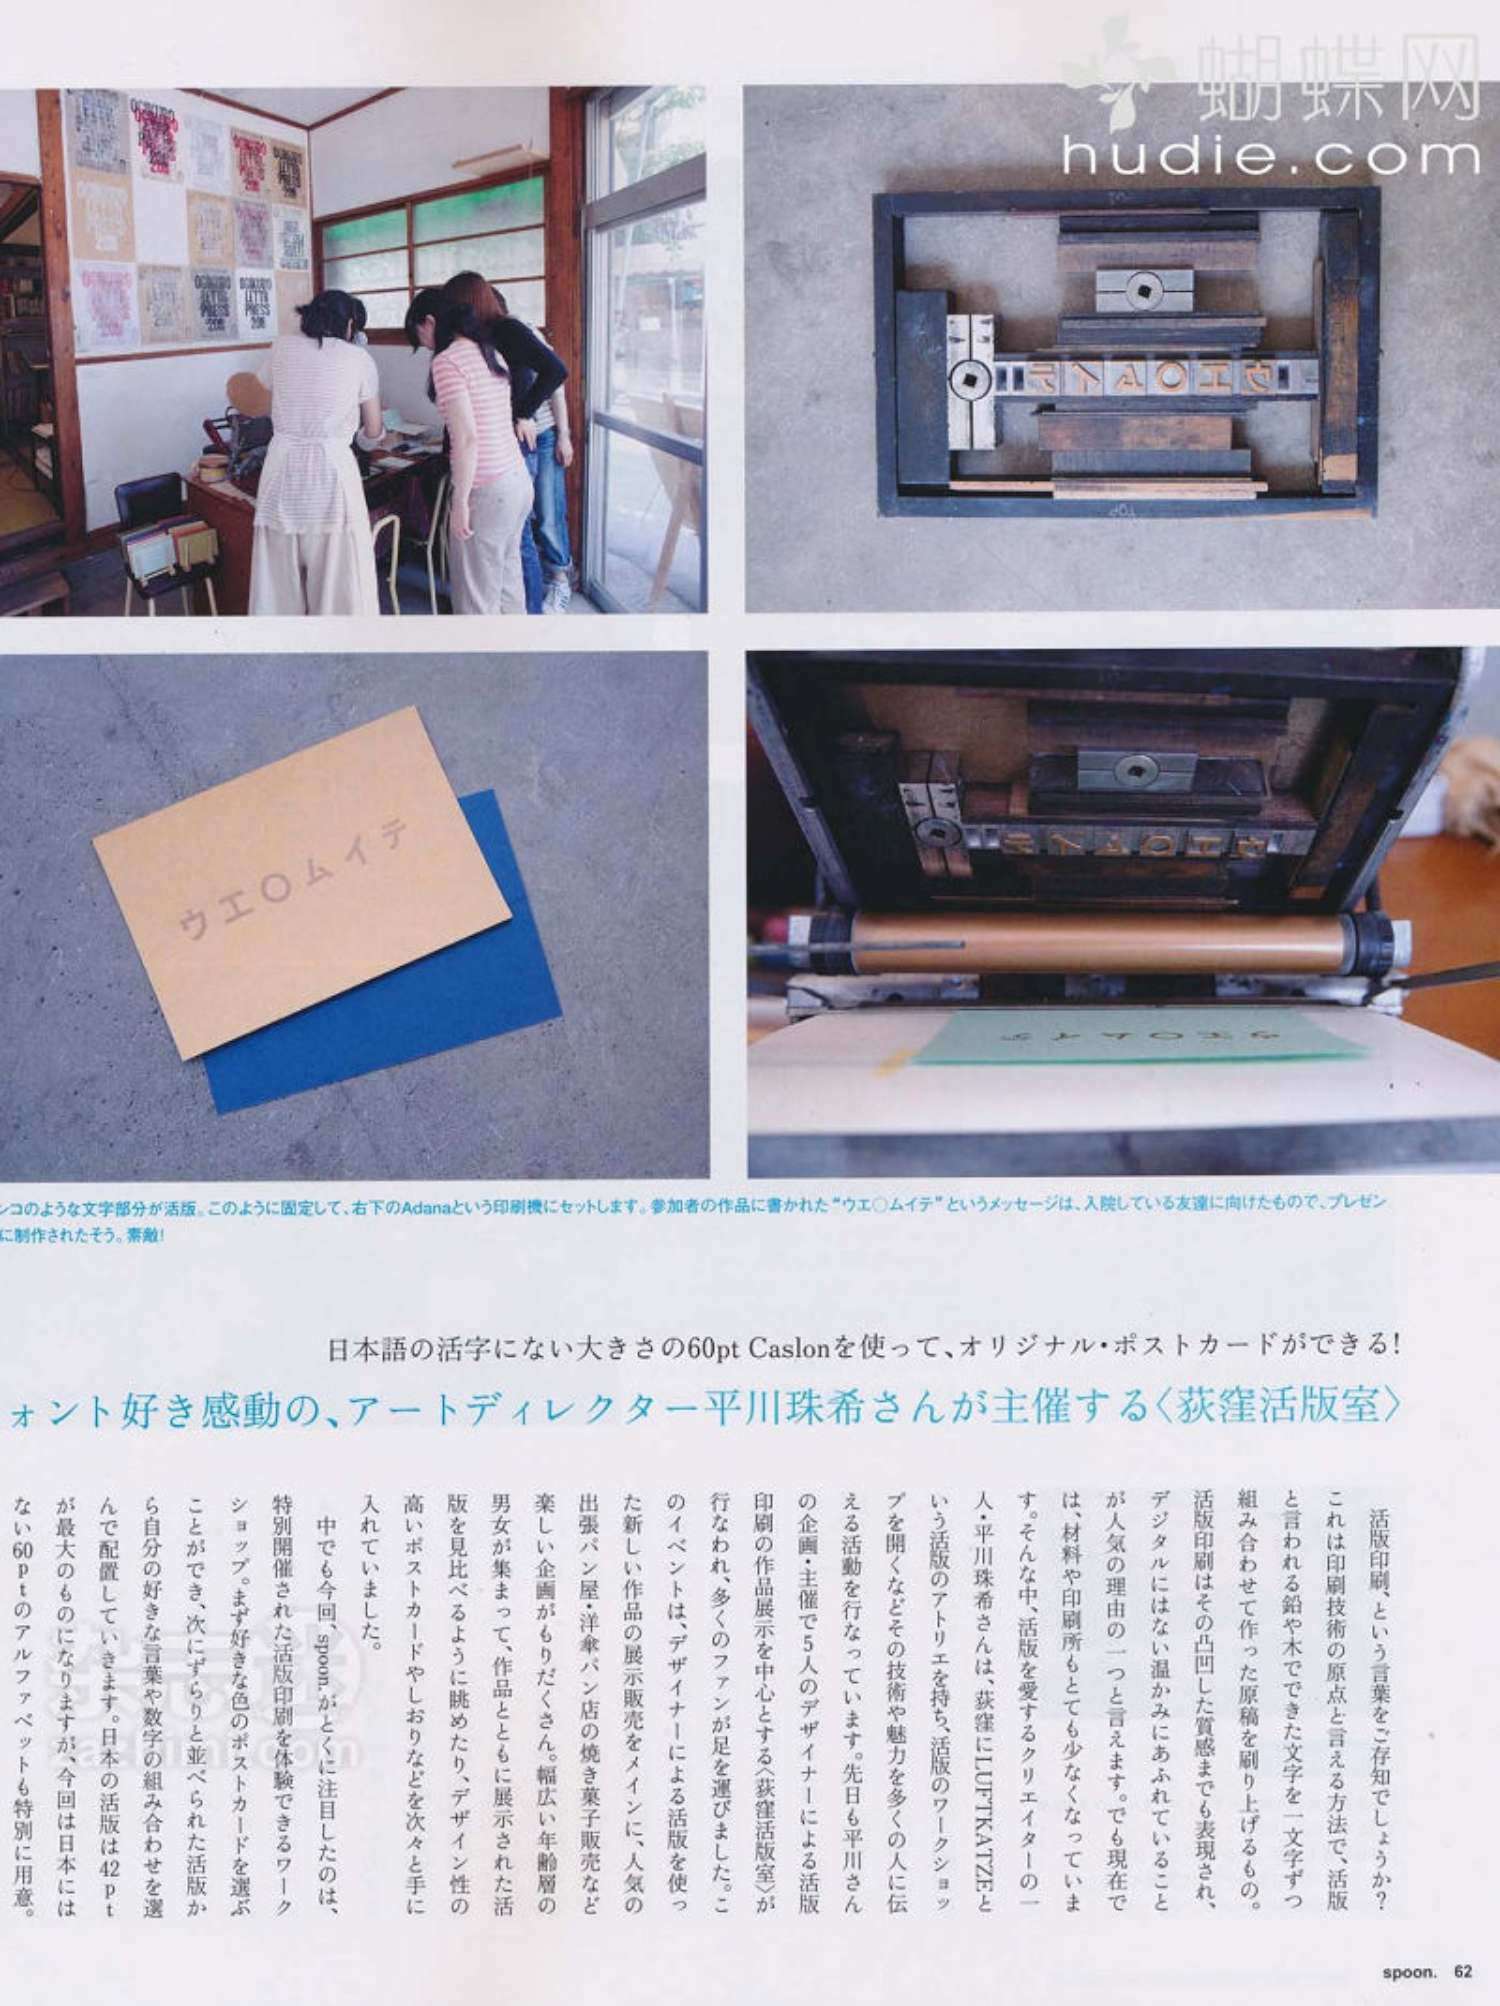 蝴蝶网
hudie.com
OGIKUBO
LETTER
PRESS
2011
ウエ〇ムイテ
ンコのような文字部分が活版。このように固定して、右下のAdanaという印刷機にセットします。参加者の作品に書かれた“ウエ〇ムイテ”というメッセージは、入院している友達に向けたもので、プレゼン
に制作されたそう。素敵!
日本語の活字にない大きさの60pt Caslonを使って、オリジナル・ポストカードができる!
ォント好き感動の、アートディレクター平川珠希さんが主催する〈荻窪活版室〉
活版印刷、という言葉をご存知でしょうか?
これは印刷技術の原点と言える方法で、活版
と言われる鉛や木でできた文字を一文字ずつ
組み合わせて作った原稿を刷り上げるもの。
活版印刷はその凸凹した質感までも表現され、
デジタルにはない温かみにあふれていること
が人気の理由の一つと言えます。でも現在で
は、材料や印刷所もとても少なくなっていま
す。そんな中、活版を愛するクリエイターの一
人・平川珠希さんは、荻窪にLUFTKATZEと
いう活版のアトリエを持ち、活版のワークショッ
プを開くなどその技術や魅力を多くの人に伝
える活動を行なっています。先日も平川さん
の企画・主催で5人のデザイナーによる活版
印刷の作品展示を中心とする〈荻窪活版室〉が
行なわれ、多くのファンが足を運びました。こ
のイベントは、デザイナーによる活版を使っ
た新しい作品の展示販売をメインに、人気の
出張パン屋・洋傘パン店の焼き菓子販売など
楽しい企画がもりだくさん。幅広い年齢層の
男女が集まって、作品とともに展示された活
版を見比べるように眺めたり、デザイン性の
高いポストカードやしおりなどを次々と手に
入れていました。
中でも今回、spoon.がとくに注目したのは、
特別開催された活版印刷を体験できるワーク
ショップ。まず好きな色のポストカードを選ぶ
ことができ、次にずらりと並べられた活版か
ら自分の好きな言葉や数字の組み合わせを選
んで配置していきます。日本の活版は42pt
が最大のものになりますが、今回は日本には
ない60ptのアルファベットも特別に用意。
spoon. 62